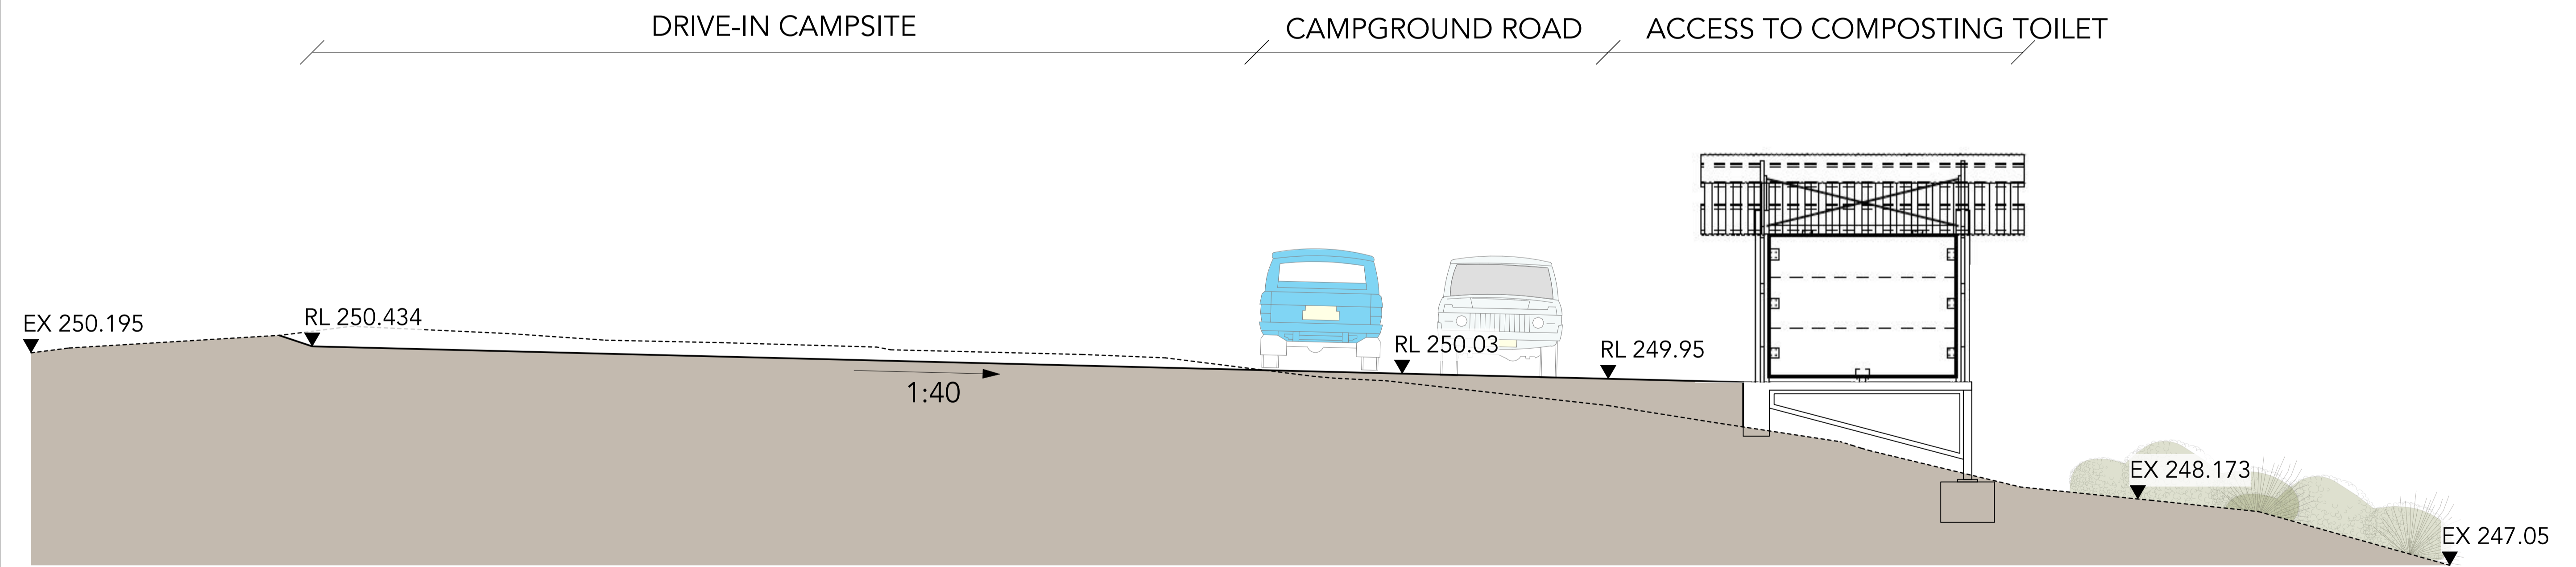 DRIVE-IN CAMPSITE
CAMPGROUND ROAD
ACCESS TO COMPOSTING TOILET
EX 250.195
RL 250.434
1:40
RL 250.03
RL 249.95
EX 248.173
EX 247.05